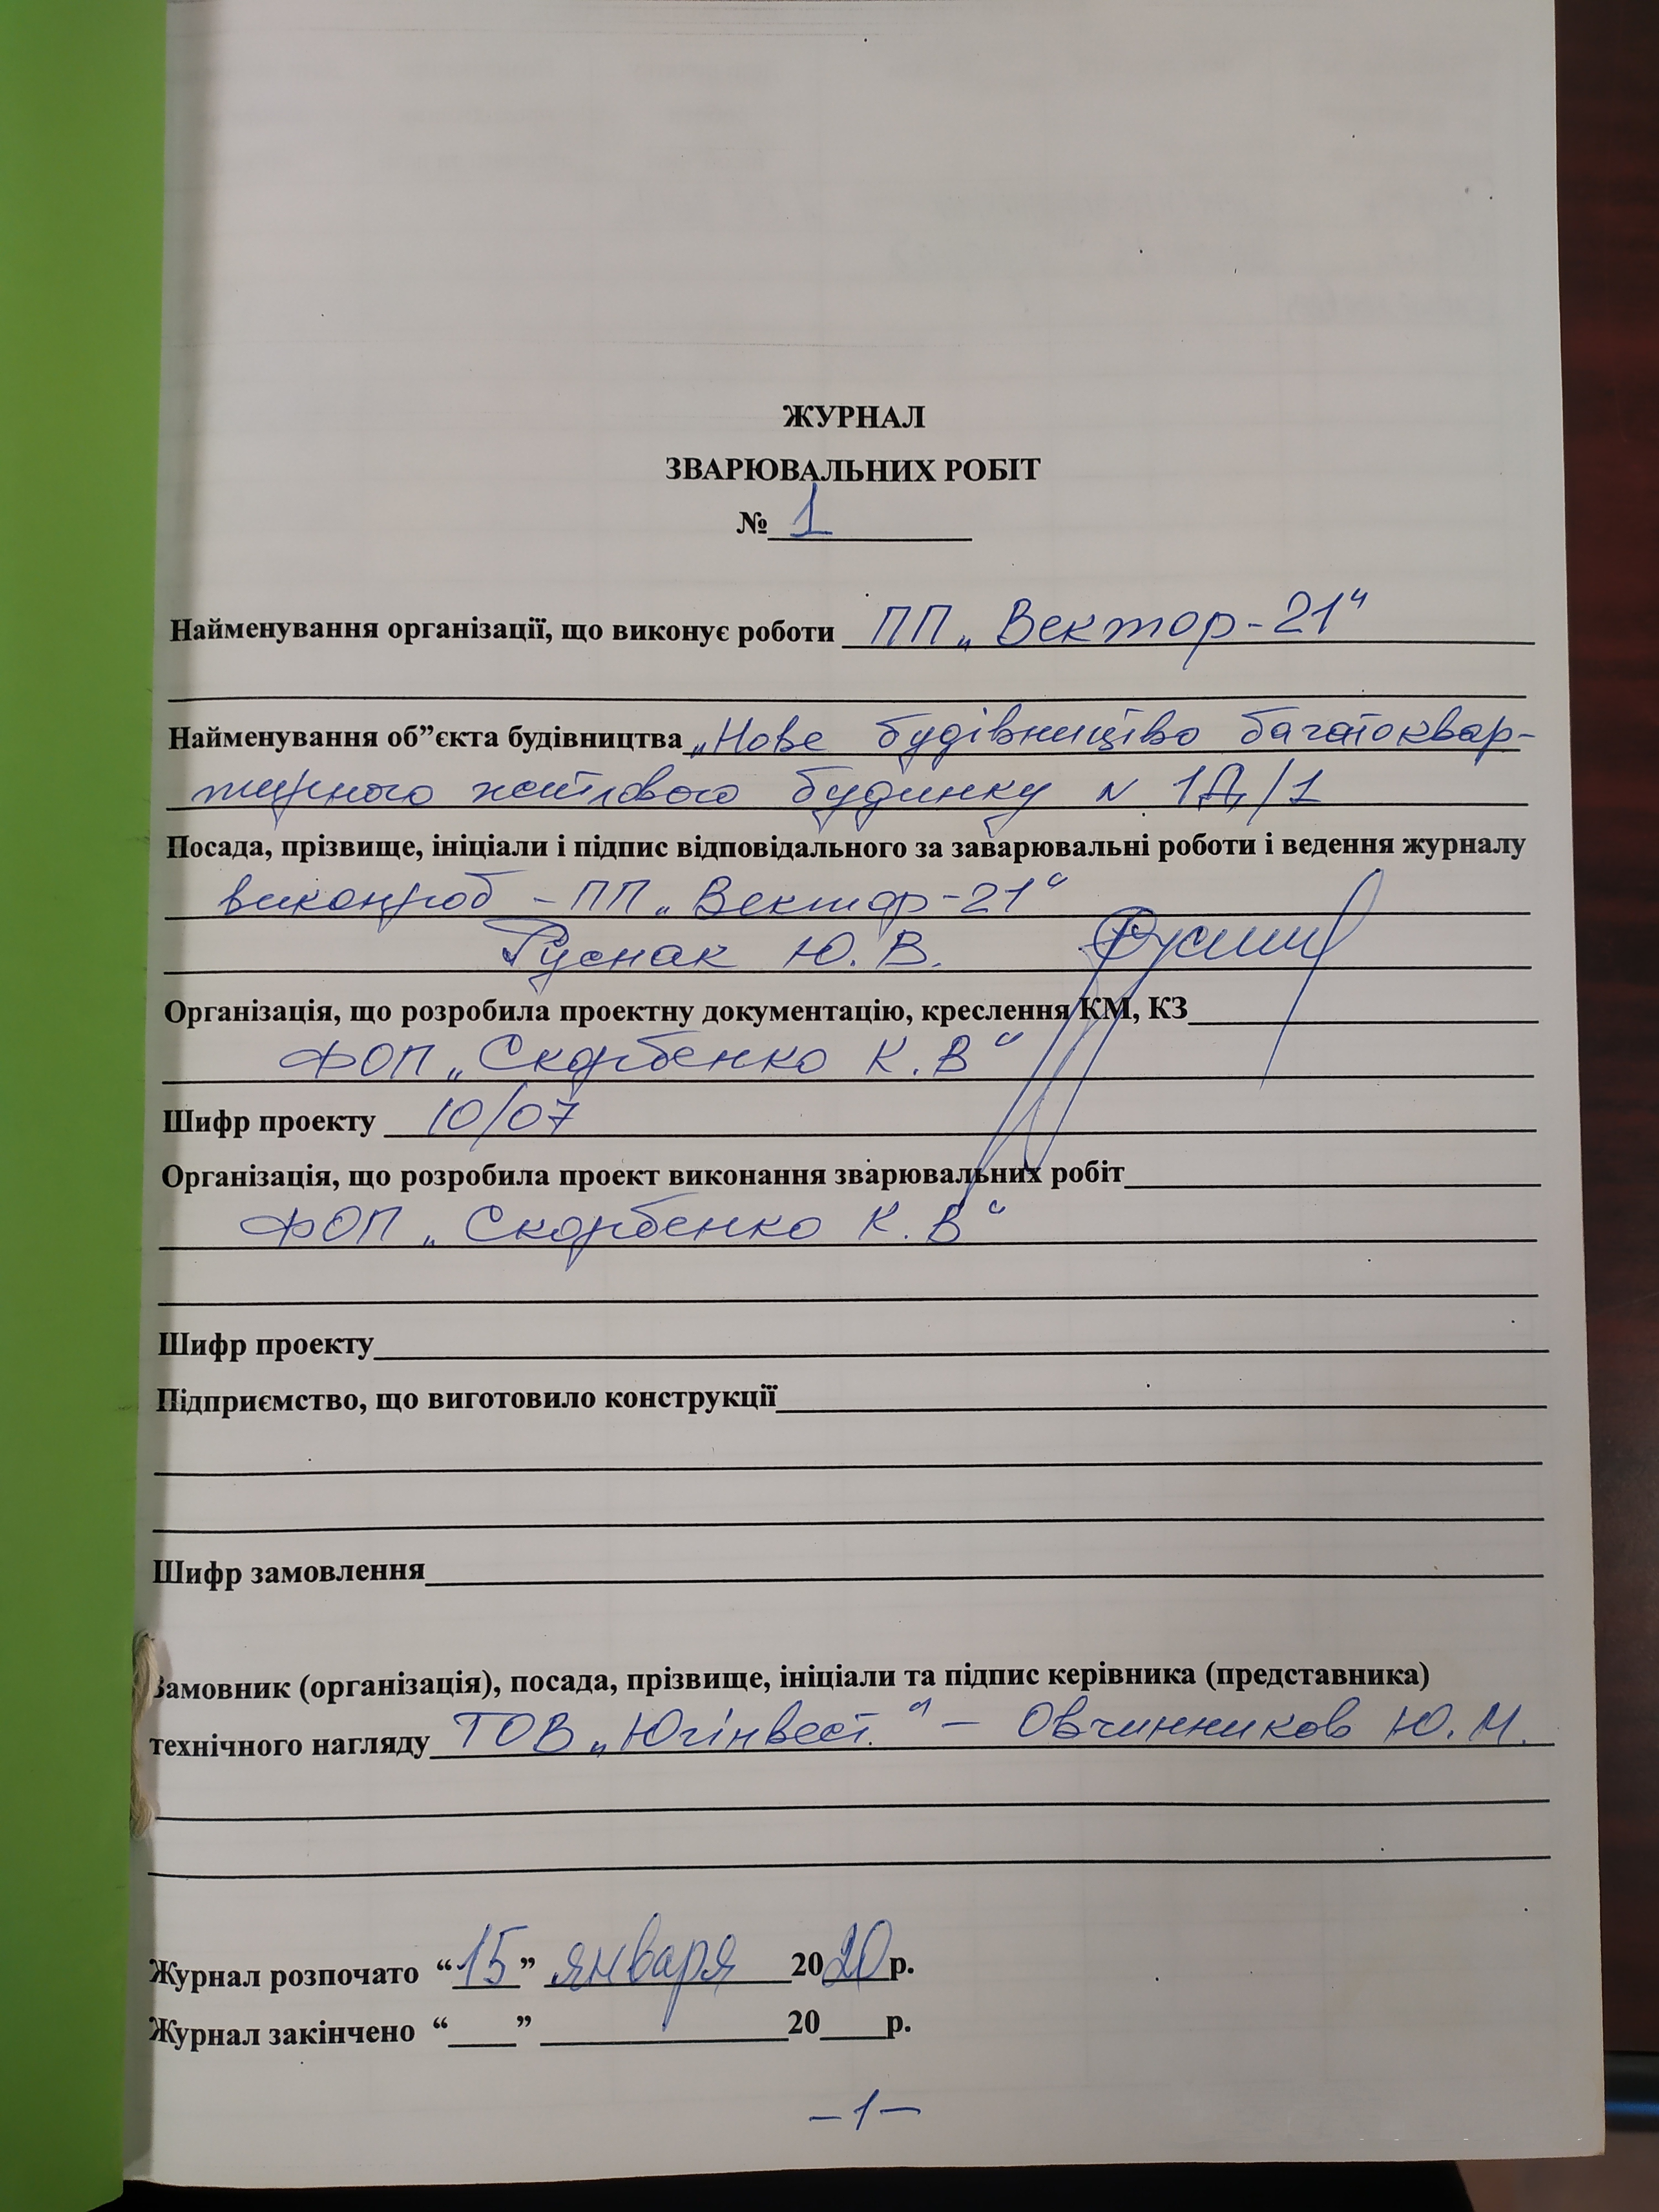 ЖУРНАЛ
ЗВАРЮВАЛЬНИХ РОБІТ
№ 1
Найменування організації, що виконує роботи ПП „Вектор-21“
Найменування об”єкта будівництва „Нове будівництво багатоквар-
тирного житлового будинку N 1Д/1
Посада, прізвище, ініціали і підпис відповідального за заварювальні роботи і ведення журналу
виконроб - ПП „Вектор-21“
Руснак Ю. В.
Організація, що розробила проектну документацію, креслення КМ, КЗ
ФОП „Скорбенко К. В“
Шифр проекту 10/07
Організація, що розробила проект виконання зварювальних робіт
ФОП „Скорбенко К. В“
Шифр проекту
Підприємство, що виготовило конструкції
Шифр замовлення
Замовник (організація), посада, прізвище, ініціали та підпис керівника (представника)
технічного нагляду ТОВ „Югінвест“ – Овчинников Ю. М.
Журнал розпочато “15” января 2020 р.
Журнал закінчено “ ” 20 р.
–1–